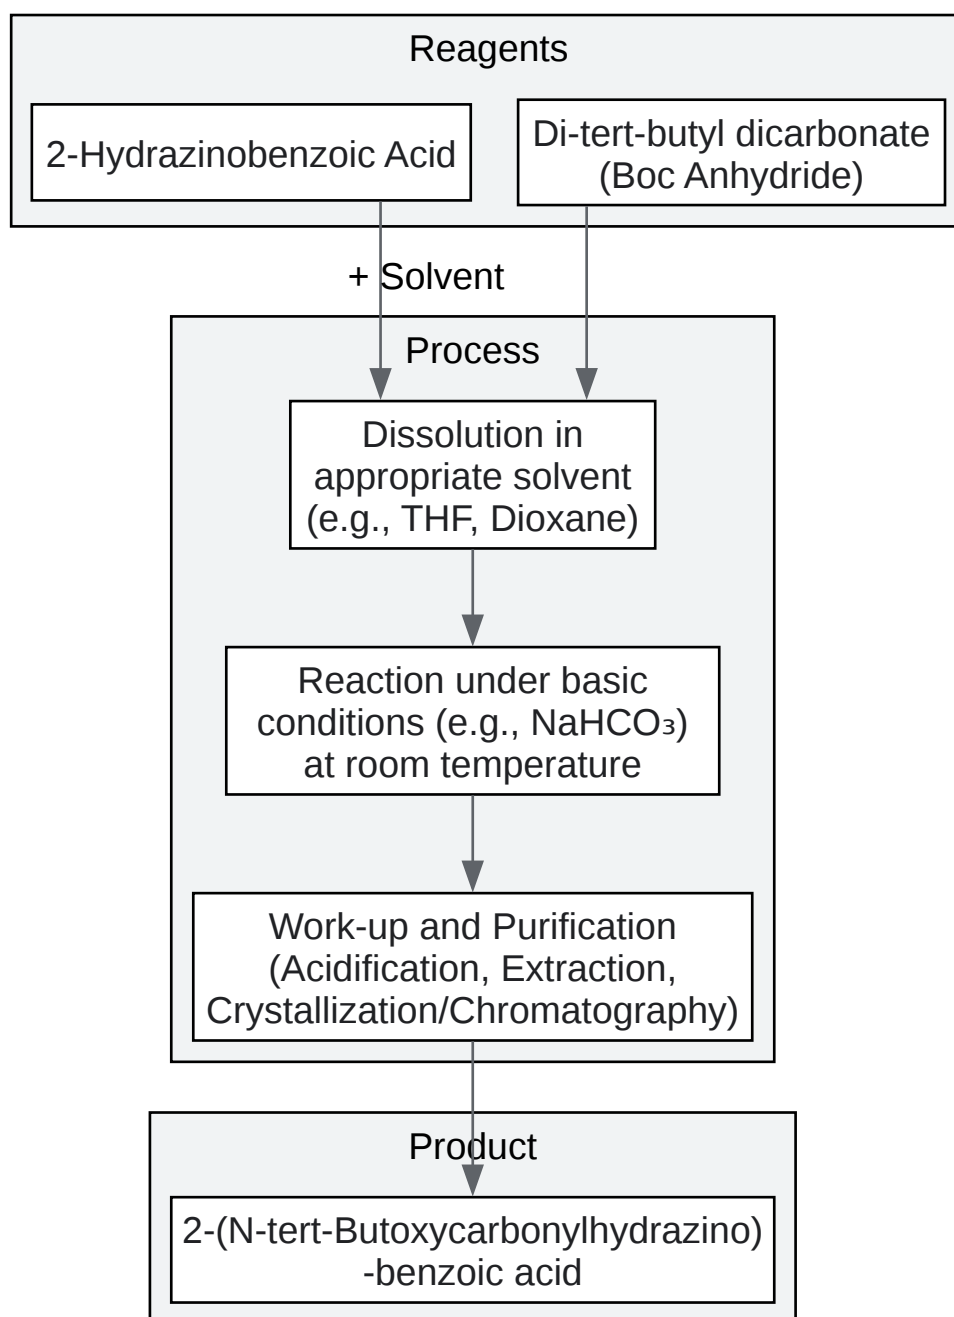 Reagents
2-Hydrazinobenzoic Acid
Di-tert-butyl dicarbonate
(Boc Anhydride)
+ Solvent
Process
Dissolution in
appropriate solvent
(e.g., THF, Dioxane)
Reaction under basic
conditions (e.g., NaHCO₃)
at room temperature
Work-up and Purification
(Acidification, Extraction,
Crystallization/Chromatography)
Product
2-(N-tert-Butoxycarbonylhydrazino)
-benzoic acid